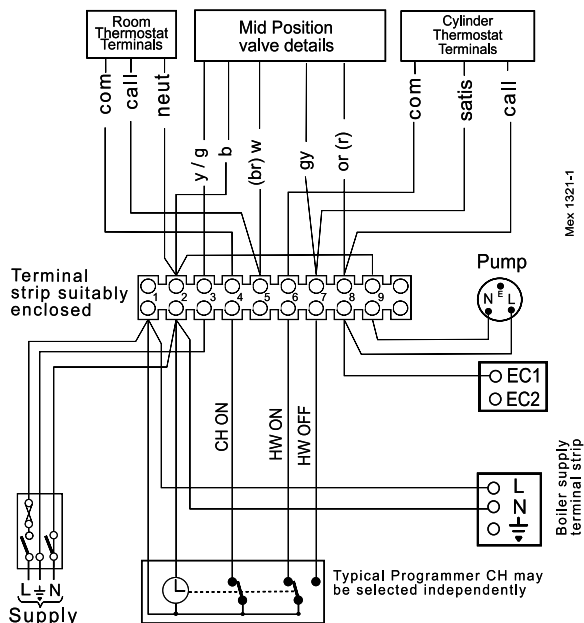 Room
Thermostat
Terminals
Mid Position
valve details
Cylinder
Thermostat
Terminals
com
call
neut
y / g
b
(br) w
gy
or (r)
com
satis
call
Mex 1321-1
Terminal
strip suitably
enclosed
1 2 3 4 5 6 7 8 9
Pump
N E L
EC1
EC2
CH ON
HW ON
HW OFF
L
N
Boiler supply
terminal strip
L N
Supply
Typical Programmer CH may
be selected independently